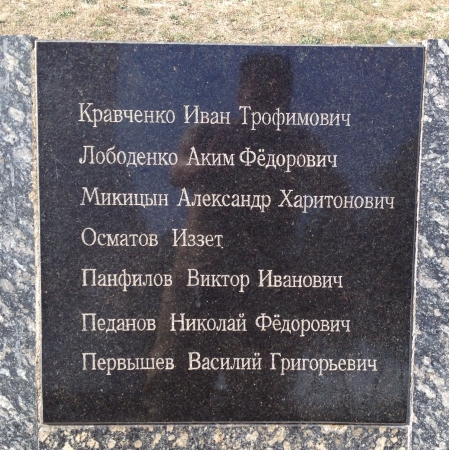 Кравченко Иван Трофимович
Лободенко Аким Фёдорович
Микицын Александр Харитонович
Осматов Иззет
Панфилов Виктор Иванович
Педанов Николай Фёдорович
Первышев Василий Григорьевич